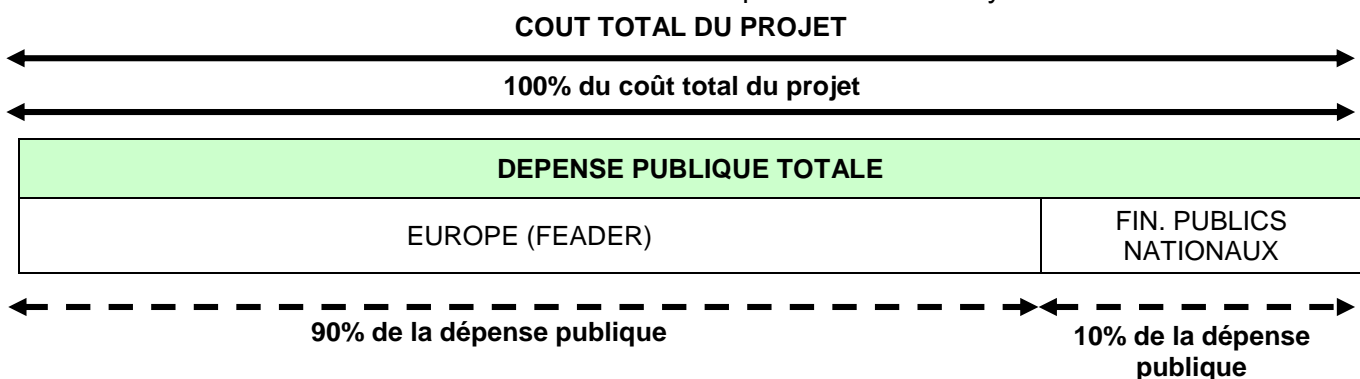 COUT TOTAL DU PROJET
100% du coût total du projet
DEPENSE PUBLIQUE TOTALE
EUROPE (FEADER)
FIN. PUBLICS
NATIONAUX
90% de la dépense publique
10% de la dépense
publique